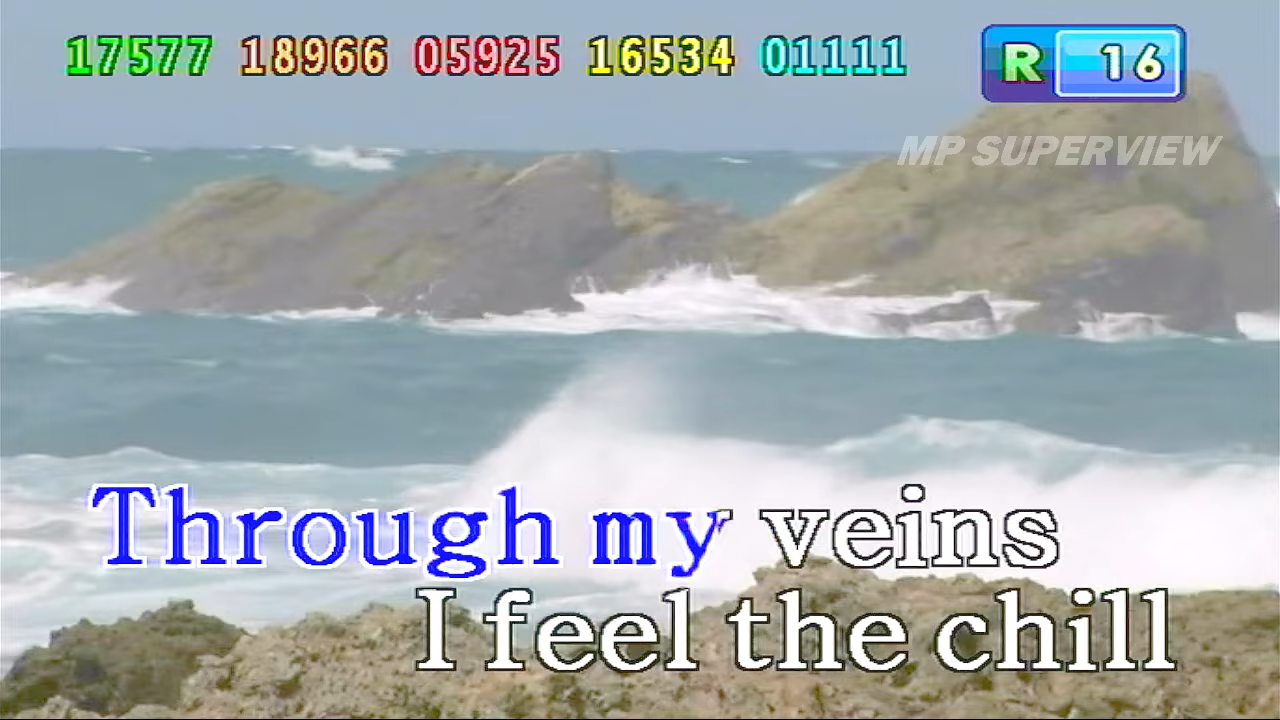 17577 18966 05925 16534 01111 R 16
MP SUPERVIEW
Through my veins
I feel the chill